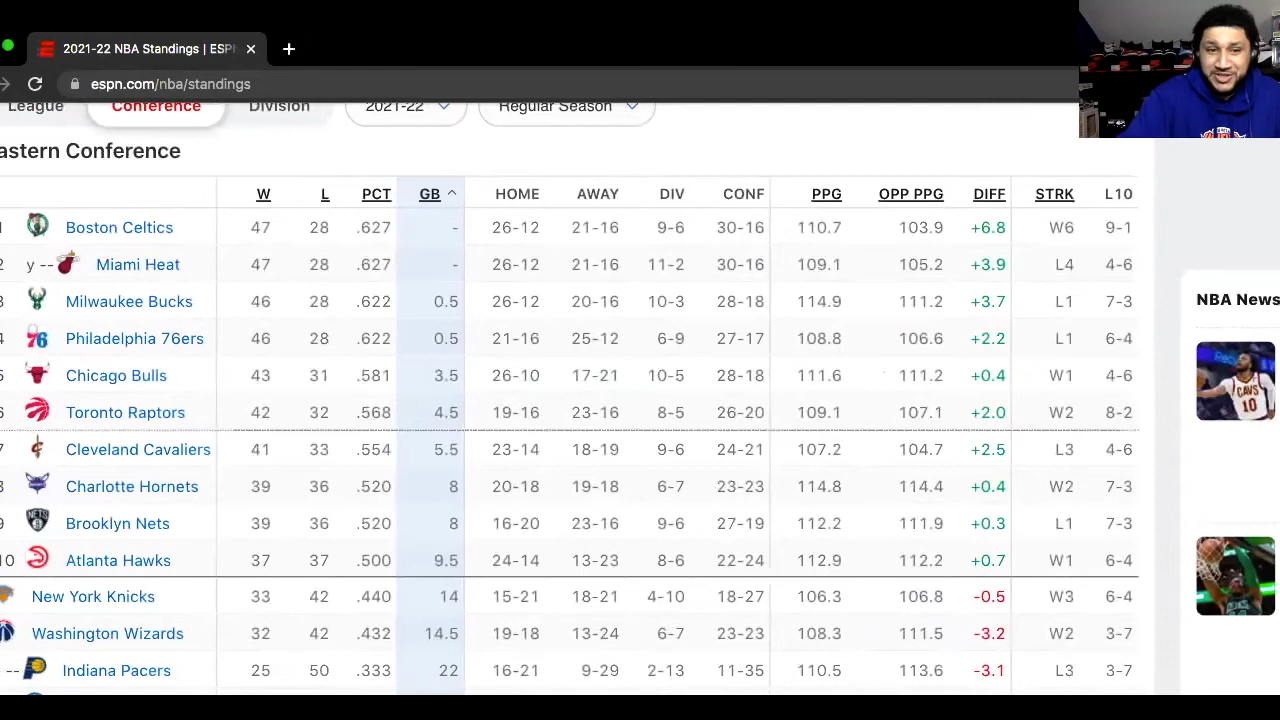 2021-22 NBA Standings | ESP
espn.com/nba/standings
League Conference Division 2021-22 Regular Season
astern Conference
W L PCT GB HOME AWAY DIV CONF PPG OPP PPG DIFF STRK L10
1 Boston Celtics 47 28 .627 - 26-12 21-16 9-6 30-16 110.7 103.9 +6.8 W6 9-1
2 y -- Miami Heat 47 28 .627 - 26-12 21-16 11-2 30-16 109.1 105.2 +3.9 L4 4-6
3 Milwaukee Bucks 46 28 .622 0.5 26-12 20-16 10-3 28-18 114.9 111.2 +3.7 L1 7-3
4 76 Philadelphia 76ers 46 28 .622 0.5 21-16 25-12 6-9 27-17 108.8 106.6 +2.2 L1 6-4
5 Chicago Bulls 43 31 .581 3.5 26-10 17-21 10-5 28-18 111.6 111.2 +0.4 W1 4-6
6 Toronto Raptors 42 32 .568 4.5 19-16 23-16 8-5 26-20 109.1 107.1 +2.0 W2 8-2
7 Cleveland Cavaliers 41 33 .554 5.5 23-14 18-19 9-6 24-21 107.2 104.7 +2.5 L3 4-6
8 Charlotte Hornets 39 36 .520 8 20-18 19-18 6-7 23-23 114.8 114.4 +0.4 W2 7-3
9 NETS Brooklyn Nets 39 36 .520 8 16-20 23-16 9-6 27-19 112.2 111.9 +0.3 L1 7-3
10 Atlanta Hawks 37 37 .500 9.5 24-14 13-23 8-6 22-24 112.9 112.2 +0.7 W1 6-4
New York Knicks 33 42 .440 14 15-21 18-21 4-10 18-27 106.3 106.8 -0.5 W3 6-4
Washington Wizards 32 42 .432 14.5 19-18 13-24 6-7 23-23 108.3 111.5 -3.2 W2 3-7
-- Indiana Pacers 25 50 .333 22 16-21 9-29 2-13 11-35 110.5 113.6 -3.1 L3 3-7
NBA News
CAVS
10